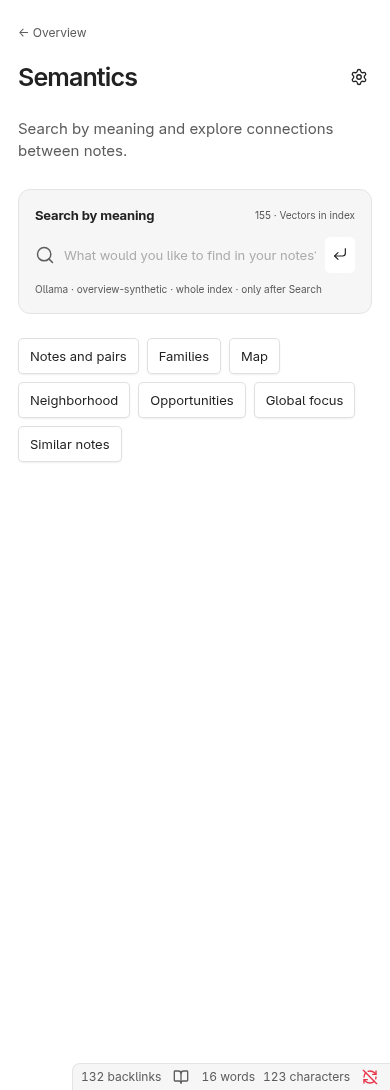 ← Overview
Semantics
Search by meaning and explore connections
between notes.
Search by meaning
155 · Vectors in index
What would you like to find in your notes?
Ollama · overview-synthetic · whole index · only after Search
Notes and pairs
Families
Map
Neighborhood
Opportunities
Global focus
Similar notes
132 backlinks
16 words
123 characters